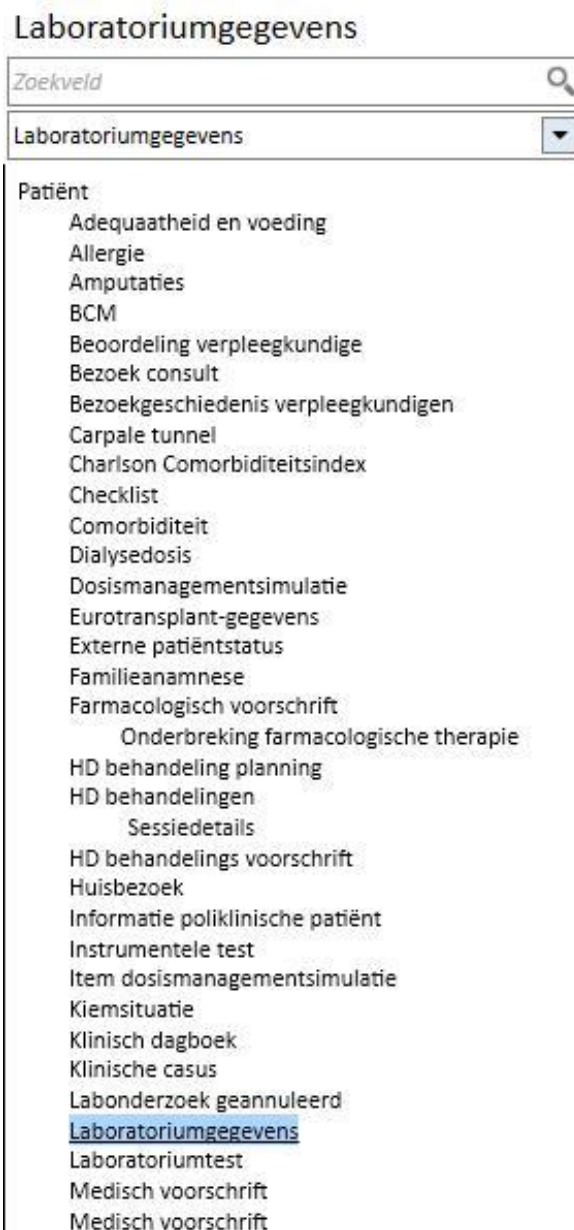 Laboratoriumgegevens
Zoekveld
Laboratoriumgegevens
Patiënt
Adequaatheid en voeding
Allergie
Amputaties
BCM
Beoordeling verpleegkundige
Bezoek consult
Bezoekgeschiedenis verpleegkundigen
Carpale tunnel
Charlson Comorbiditeitsindex
Checklist
Comorbiditeit
Dialysedosis
Dosismanagementsimulatie
Eurotransplant-gegevens
Externe patiëntstatus
Familieanamnese
Farmacologisch voorschrift
Onderbreking farmacologische therapie
HD behandeling planning
HD behandelingen
Sessiedetails
HD behandelings voorschrift
Huisbezoek
Informatie poliklinische patiënt
Instrumentele test
Item dosismanagementsimulatie
Kiemsituatie
Klinisch dagboek
Klinische casus
Labonderzoek geannuleerd
Laboratoriumgegevens
Laboratoriumtest
Medisch voorschrift
Medisch voorschrift